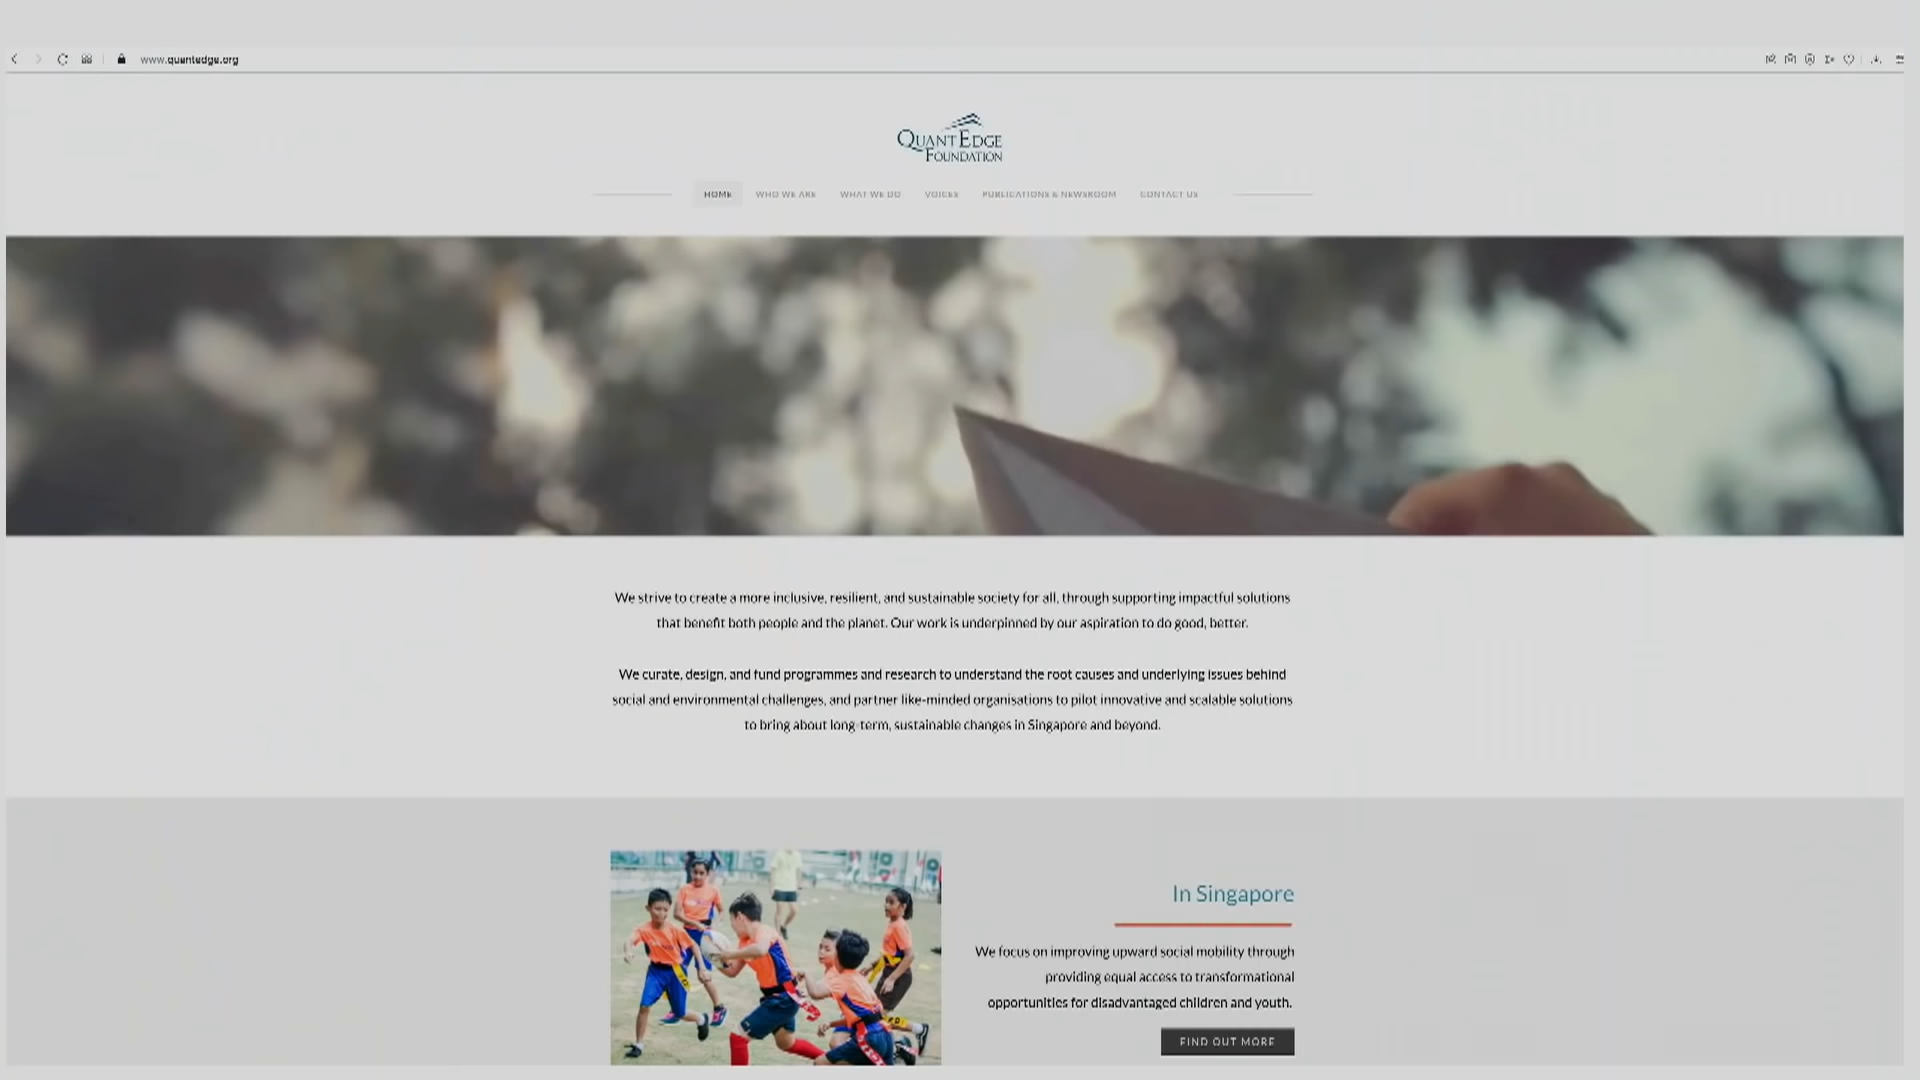 www.quantedge.org
QUANTEDGE
FOUNDATION
HOME WHO WE ARE WHAT WE DO VOICES PUBLICATIONS & NEWSROOM CONTACT US
We strive to create a more inclusive, resilient, and sustainable society for all, through supporting impactful solutions
that benefit both people and the planet. Our work is underpinned by our aspiration to do good, better.
We curate, design, and fund programmes and research to understand the root causes and underlying issues behind
social and environmental challenges, and partner like-minded organisations to pilot innovative and scalable solutions
to bring about long-term, sustainable changes in Singapore and beyond.
In Singapore
We focus on improving upward social mobility through
providing equal access to transformational
opportunities for disadvantaged children and youth.
FIND OUT MORE